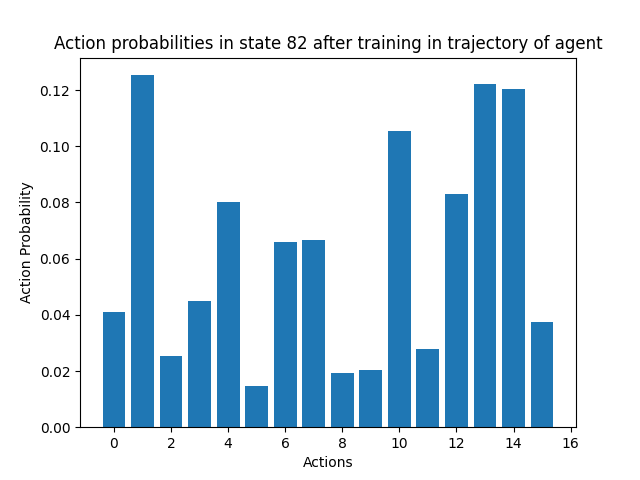 Action probabilities in state 82 after training in trajectory of agent
0.12
0.10
0.08
0.06
0.04
0.02
0.00
Action Probability
0 2 4 6 8 10 12 14 16
Actions